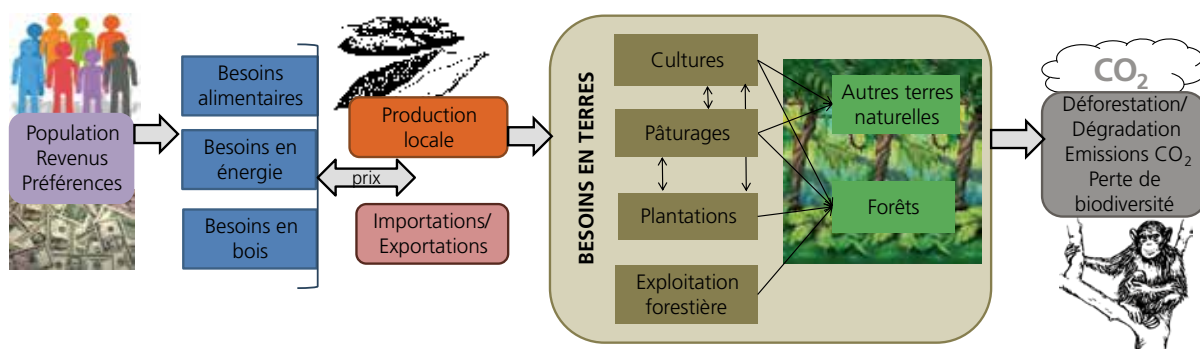 Population
Revenus
Préférences
Besoins
alimentaires
Besoins en
énergie
Besoins en
bois
prix
Production
locale
Importations/
Exportations
BESOINS EN TERRES
Cultures
Pâturages
Plantations
Exploitation
forestière
Autres terres
naturelles
Forêts
CO2
Déforestation/
Dégradation
Emissions CO2
Perte de
biodiversité